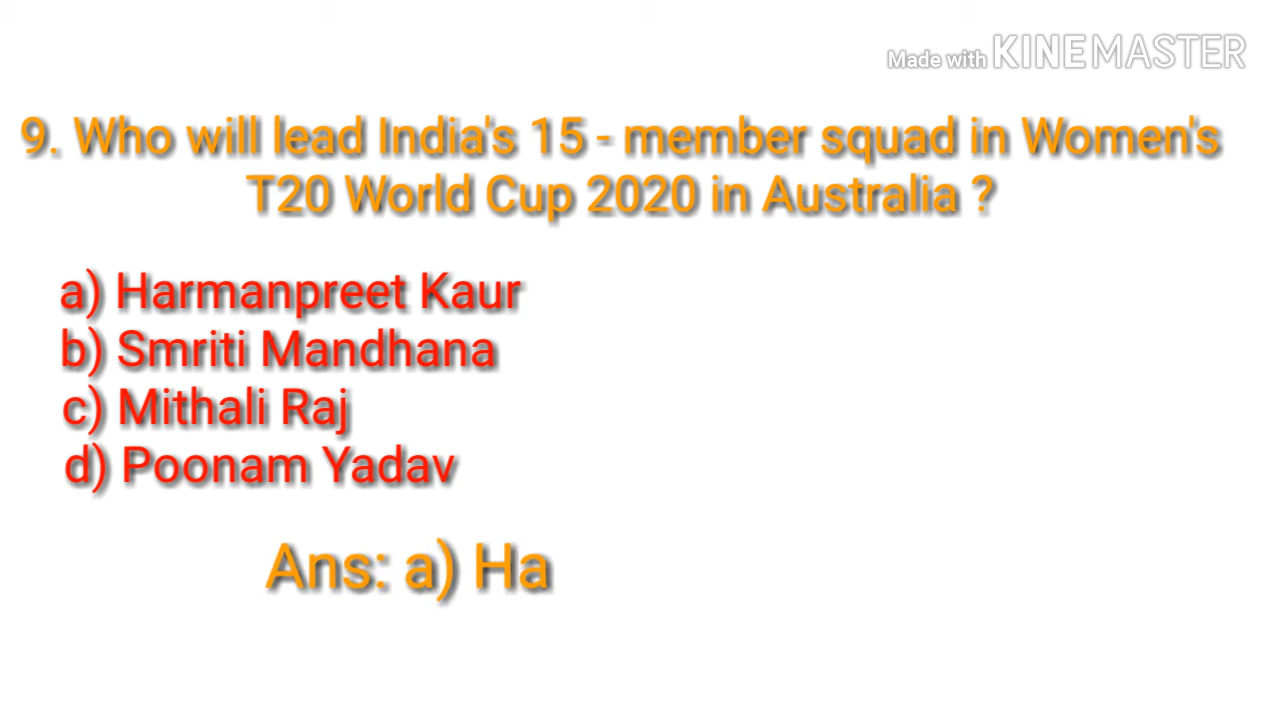 Made with KINEMASTER
9. Who will lead India's 15 - member squad in Women's
T20 World Cup 2020 in Australia ?
a) Harmanpreet Kaur
b) Smriti Mandhana
c) Mithali Raj
d) Poonam Yadav
Ans: a) Ha